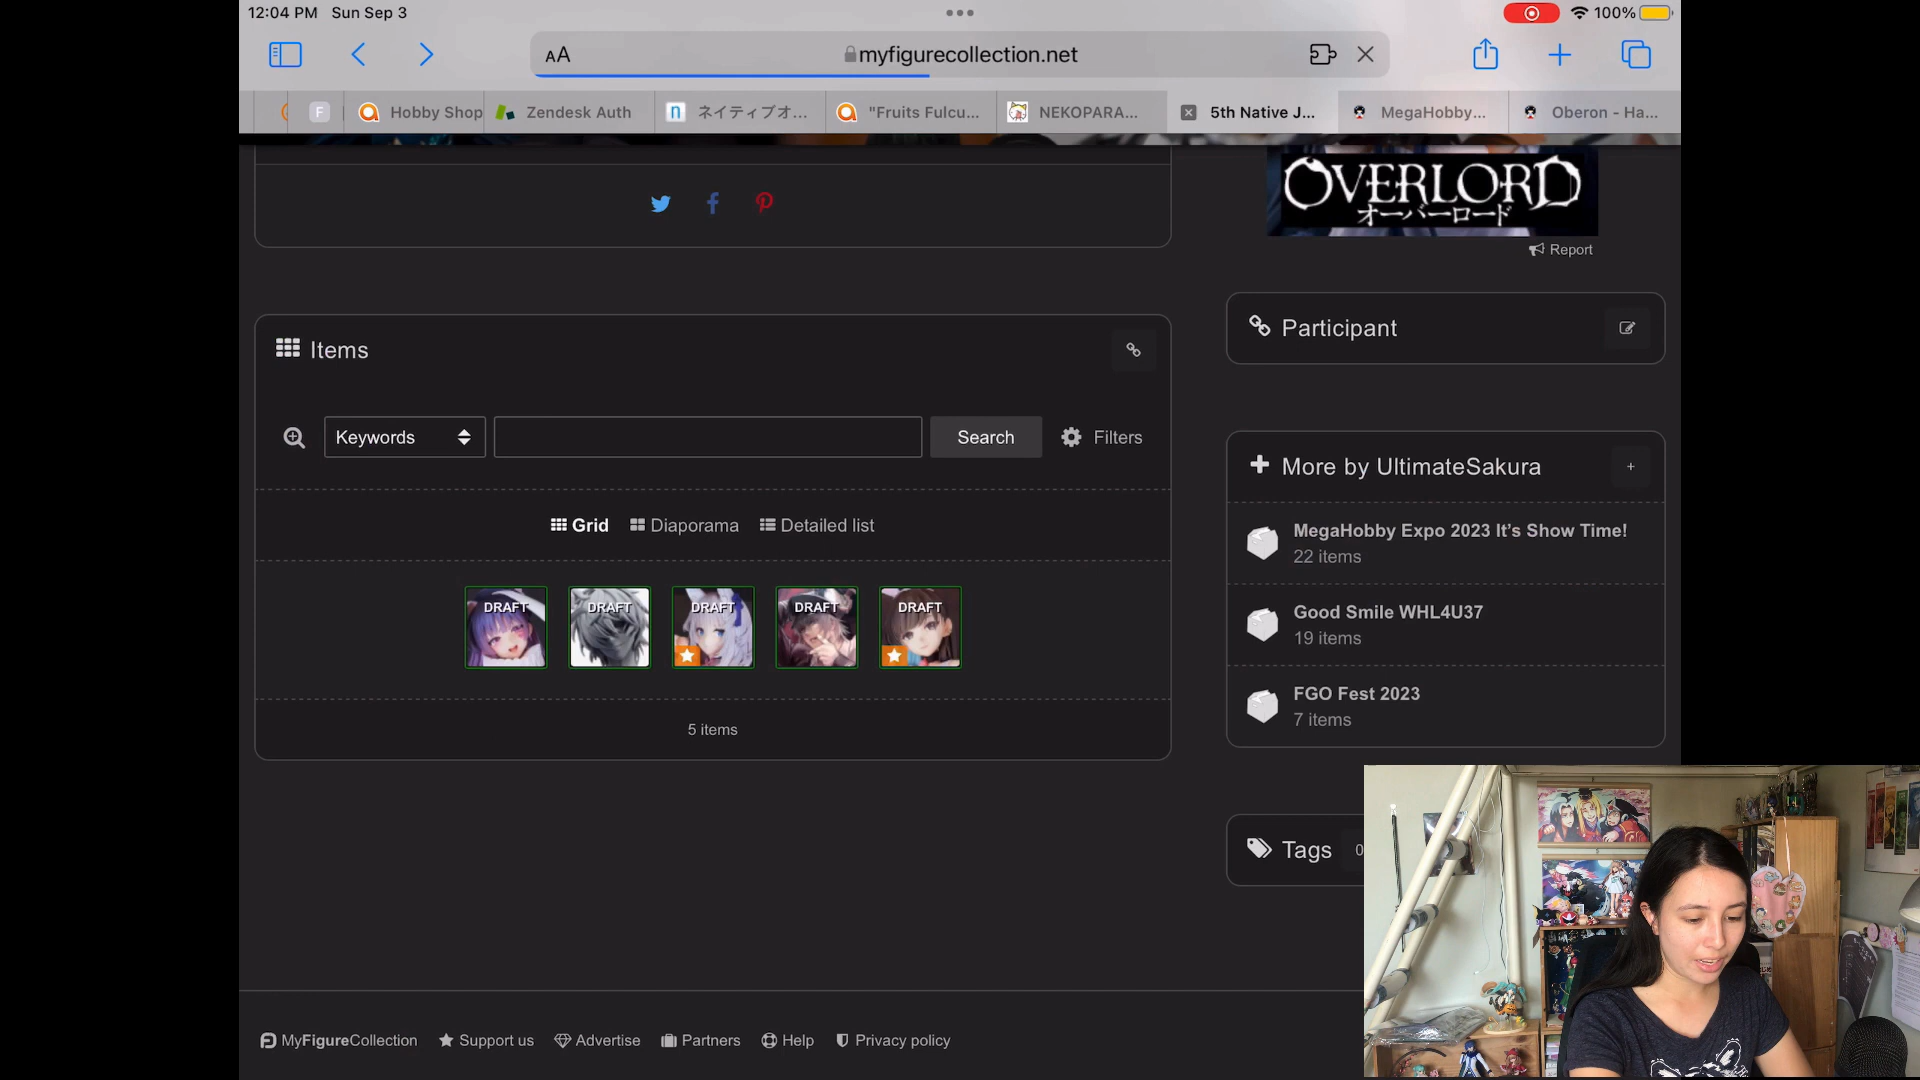 12:04 PM Sun Sep 3
100%
AA
myfigurecollection.net
F
Hobby Shop
Zendesk Auth
n
ネイティブオ...
"Fruits Fulcu...
NEKOPARA...
5th Native J...
MegaHobby...
Oberon - Ha...
OVERLORD
オーバーロード
Report
Items
Participant
Keywords
Search
Filters
More by UltimateSakura
+
Grid
Diaporama
Detailed list
MegaHobby Expo 2023 It's Show Time!
22 items
DRAFT
DRAFT
DRAFT
DRAFT
DRAFT
Good Smile WHL4U37
19 items
FGO Fest 2023
7 items
5 items
Tags 0
MyFigureCollection
Support us
Advertise
Partners
Help
Privacy policy